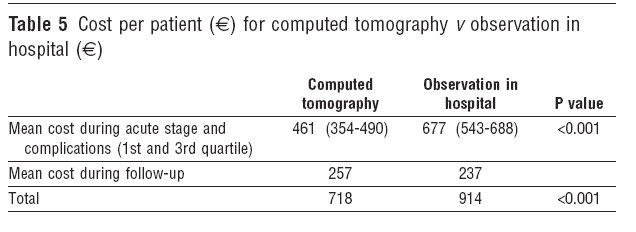 Table 5 Cost per patient (€) for computed tomography v observation in
hospital (€)
Computed
tomography
Observation in
hospital
P value
Mean cost during acute stage and
complications (1st and 3rd quartile)
461 (354-490)
677 (543-688)
<0.001
Mean cost during follow-up
257
237
Total
718
914
<0.001